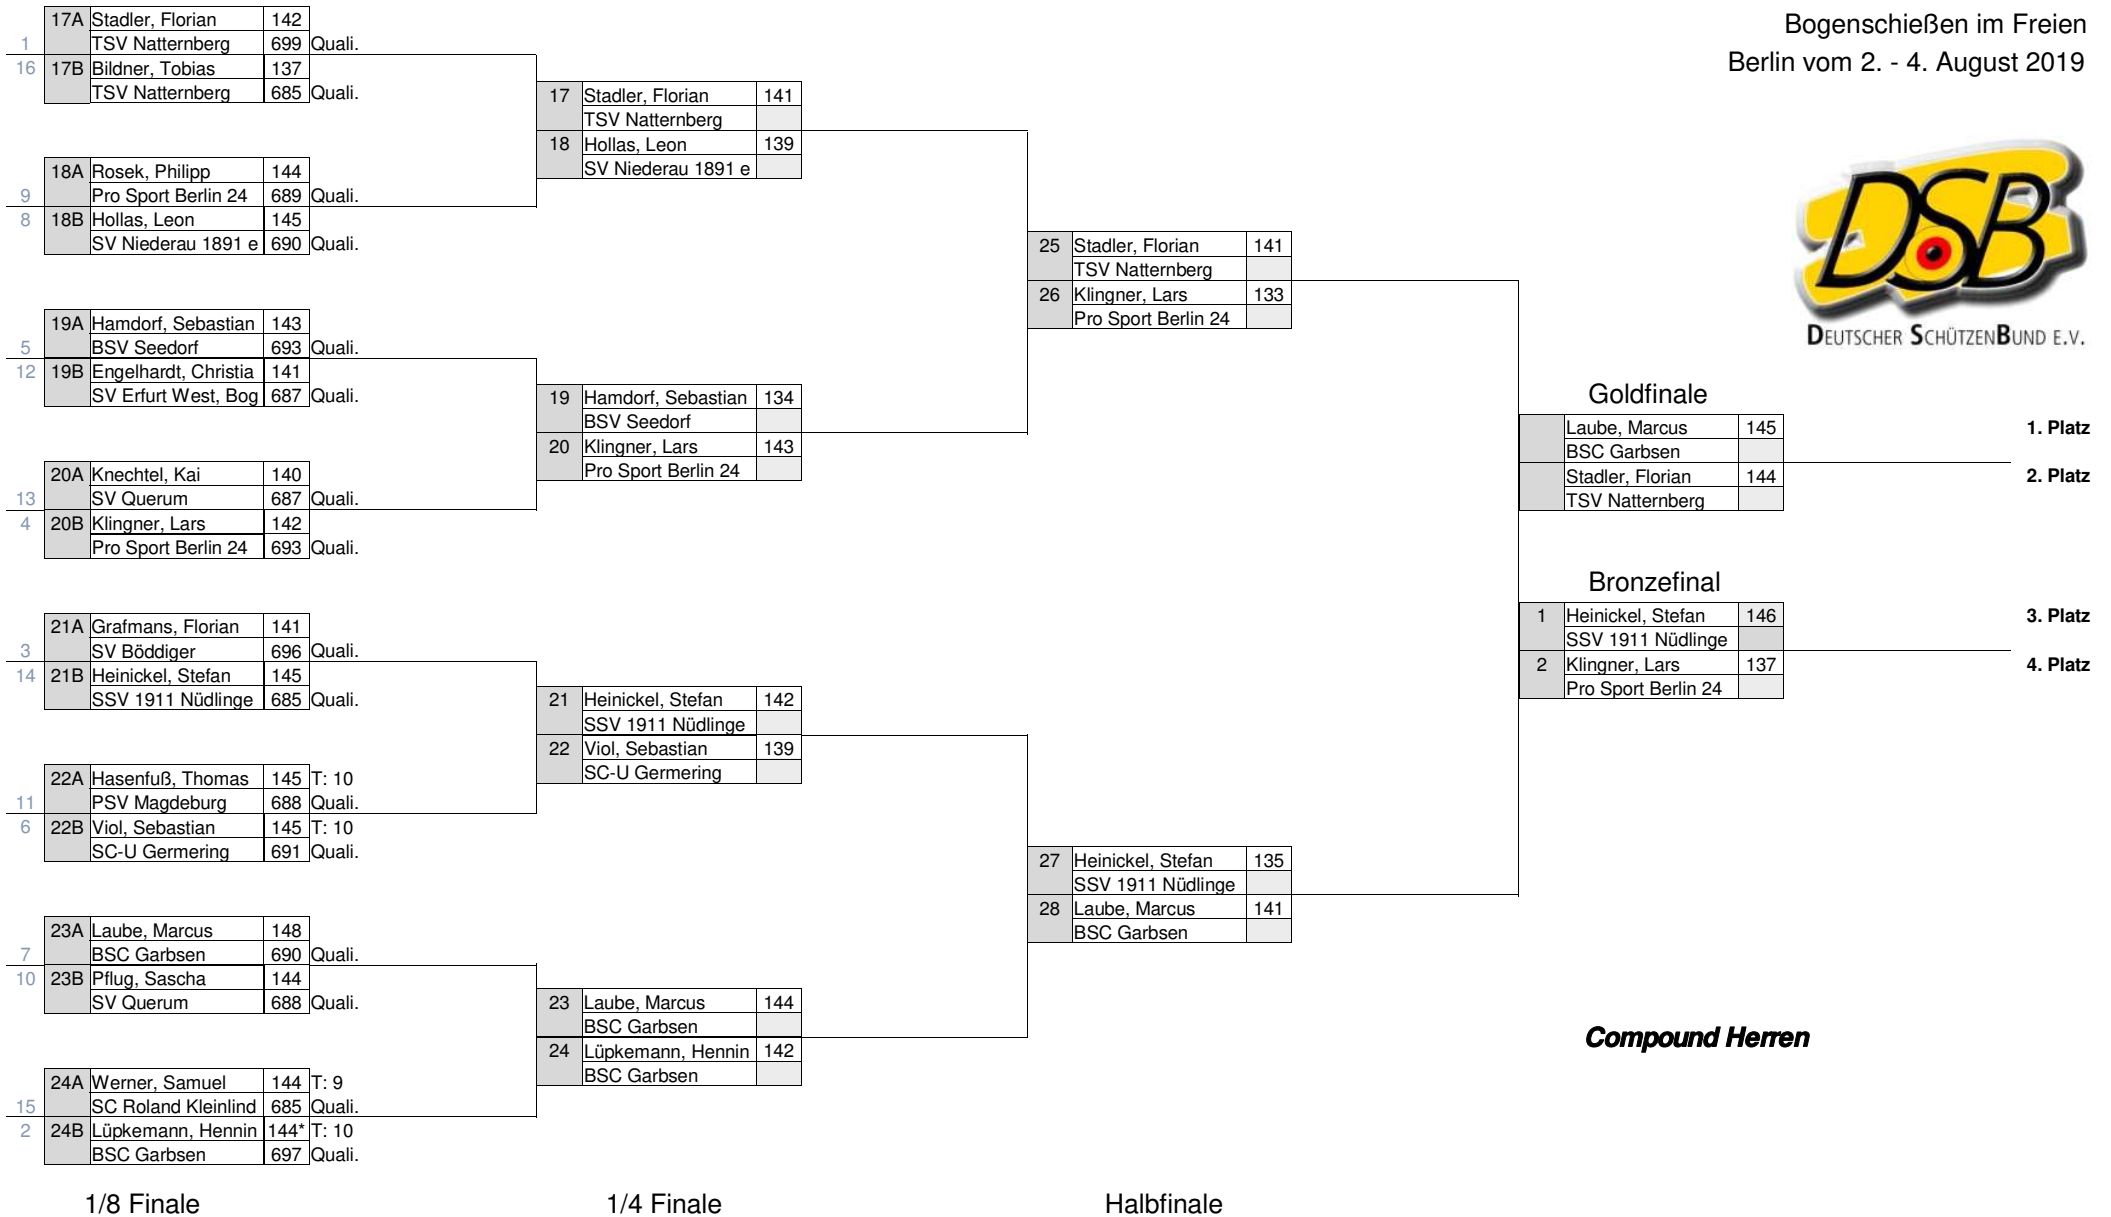 Bogenschießen im Freien
Berlin vom 2. - 4. August 2019
17A Stadler, Florian 142
1 TSV Natternberg 699 Quali.
16 17B Bildner, Tobias 137
TSV Natternberg 685 Quali.
18A Rosek, Philipp 144
9 Pro Sport Berlin 24 689 Quali.
8 18B Hollas, Leon 145
SV Niederau 1891 e 690 Quali.
19A Hamdorf, Sebastian 143
5 BSV Seedorf 693 Quali.
12 19B Engelhardt, Christia 141
SV Erfurt West, Bog 687 Quali.
20A Knechtel, Kai 140
13 SV Querum 687 Quali.
4 20B Klingner, Lars 142
Pro Sport Berlin 24 693 Quali.
21A Grafmans, Florian 141
3 SV Böddiger 696 Quali.
14 21B Heinickel, Stefan 145
SSV 1911 Nüdlinge 685 Quali.
22A Hasenfuß, Thomas 145 T: 10
11 PSV Magdeburg 688 Quali.
6 22B Viol, Sebastian 145 T: 10
SC-U Germering 691 Quali.
23A Laube, Marcus 148
7 BSC Garbsen 690 Quali.
10 23B Pflug, Sascha 144
SV Querum 688 Quali.
24A Werner, Samuel 144 T: 9
15 SC Roland Kleinlind 685 Quali.
2 24B Lüpkemann, Hennin 144* T: 10
BSC Garbsen 697 Quali.
1/8 Finale
17 Stadler, Florian 141
TSV Natternberg
18 Hollas, Leon 139
SV Niederau 1891 e
19 Hamdorf, Sebastian 134
BSV Seedorf
20 Klingner, Lars 143
Pro Sport Berlin 24
21 Heinickel, Stefan 142
SSV 1911 Nüdlinge
22 Viol, Sebastian 139
SC-U Germering
23 Laube, Marcus 144
BSC Garbsen
24 Lüpkemann, Hennin 142
BSC Garbsen
1/4 Finale
25 Stadler, Florian 141
TSV Natternberg
26 Klingner, Lars 133
Pro Sport Berlin 24
27 Heinickel, Stefan 135
SSV 1911 Nüdlinge
28 Laube, Marcus 141
BSC Garbsen
Halbfinale
DSB
DEUTSCHER SCHÜTZENBUND E.V.
Goldfinale
Laube, Marcus 145 1. Platz
BSC Garbsen
Stadler, Florian 144 2. Platz
TSV Natternberg
Bronzefinal
1 Heinickel, Stefan 146 3. Platz
SSV 1911 Nüdlinge
2 Klingner, Lars 137 4. Platz
Pro Sport Berlin 24
Compound Herren